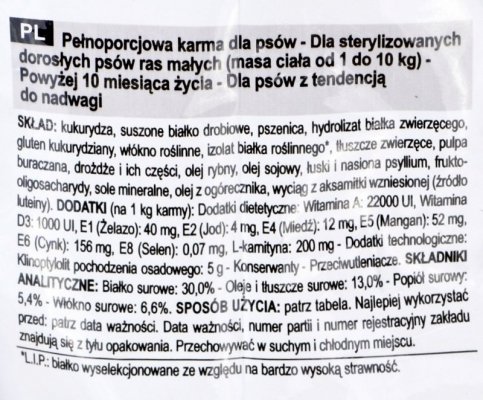 PL
Pełnoporcjowa karma dla psów - Dla sterylizowanych
dorosłych psów ras małych (masa ciała od 1 do 10 kg) -
Powyżej 10 miesiąca życia - Dla psów z tendencją
do nadwagi
SKŁAD: kukurydza, suszone białko drobiowe, pszenica, hydrolizat białka zwierzęcego,
gluten kukurydziany, włókno roślinne, izolat białka roślinnego*, tłuszcze zwierzęce, pulpa
buraczana, drożdże i ich części, olej rybny, olej sojowy, łuski i nasiona psyllium, frukto-
oligosacharydy, sole mineralne, olej z ogórecznika, wyciąg z aksamitki wzniesionej (źródło
luteiny). DODATKI (na 1 kg karmy): Dodatki dietetyczne: Witamina A: 22000 UI, Witamina
D3: 1000 UI, E1 (Żelazo): 40 mg, E2 (Jod): 4 mg, E4 (Miedź): 12 mg, E5 (Mangan): 52 mg,
E6 (Cynk): 156 mg, E8 (Selen): 0,07 mg, L-karnityna: 200 mg - Dodatki technologiczne:
Klinoptylolit pochodzenia osadowego: 5 g - Konserwanty - Przeciwutleniacze. SKŁADNIKI
ANALITYCZNE: Białko surowe: 30,0% - Oleje i tłuszcze surowe: 13,0% - Popiół surowy:
5,4% - Włókno surowe: 6,6%. SPOSÓB UŻYCIA: patrz tabela. Najlepiej wykorzystać
przed: patrz data ważności. Data ważności, numer partii i numer rejestracyjny zakładu
znajdują się z tyłu opakowania. Przechowywać w suchym i chłodnym miejscu.
*L.I.P.: białko wyselekcjonowane ze względu na bardzo wysoką strawność.